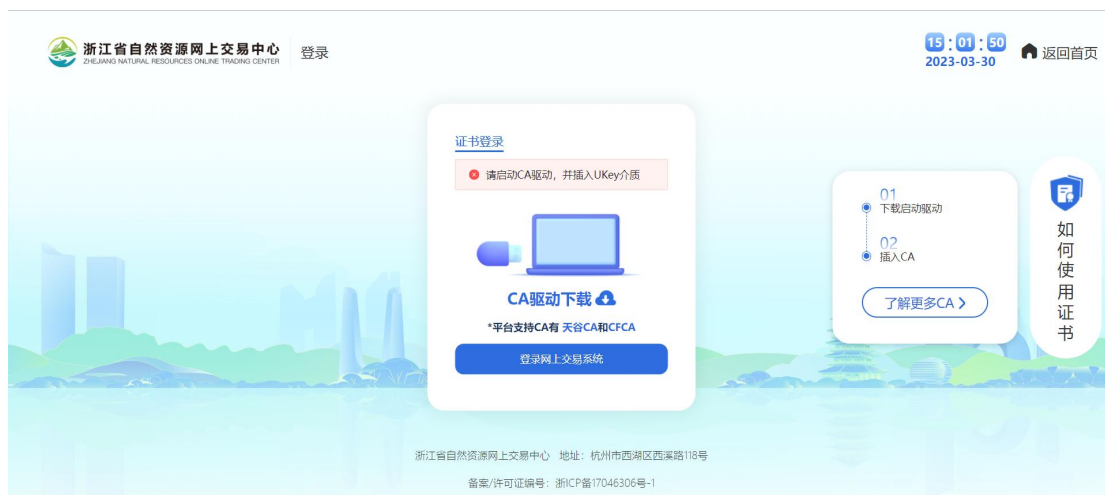 浙江省自然资源网上交易中心
ZHEJIANG NATURAL RESOURCES ONLINE TRADING CENTER
登录
15:01:50
2023-03-30
返回首页
证书登录
请启动CA驱动，并插入UKey介质
CA驱动下载
*平台支持CA有 天谷CA和CFCA
登录网上交易系统
01
下载启动驱动
02
插入CA
了解更多CA
如何使用证书
浙江省自然资源网上交易中心 地址：杭州市西湖区西溪路118号
备案/许可证编号：浙ICP备17046306号-1